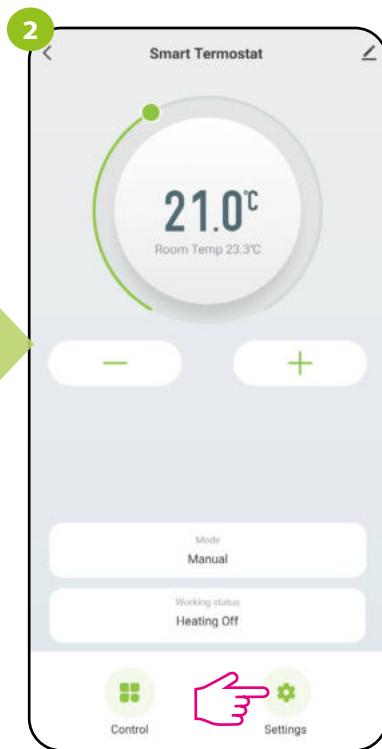 2
Smart Termostat
21.0°C
Room Temp 23.3°C
Mode
Manual
Working status
Heating Off
Control
Settings